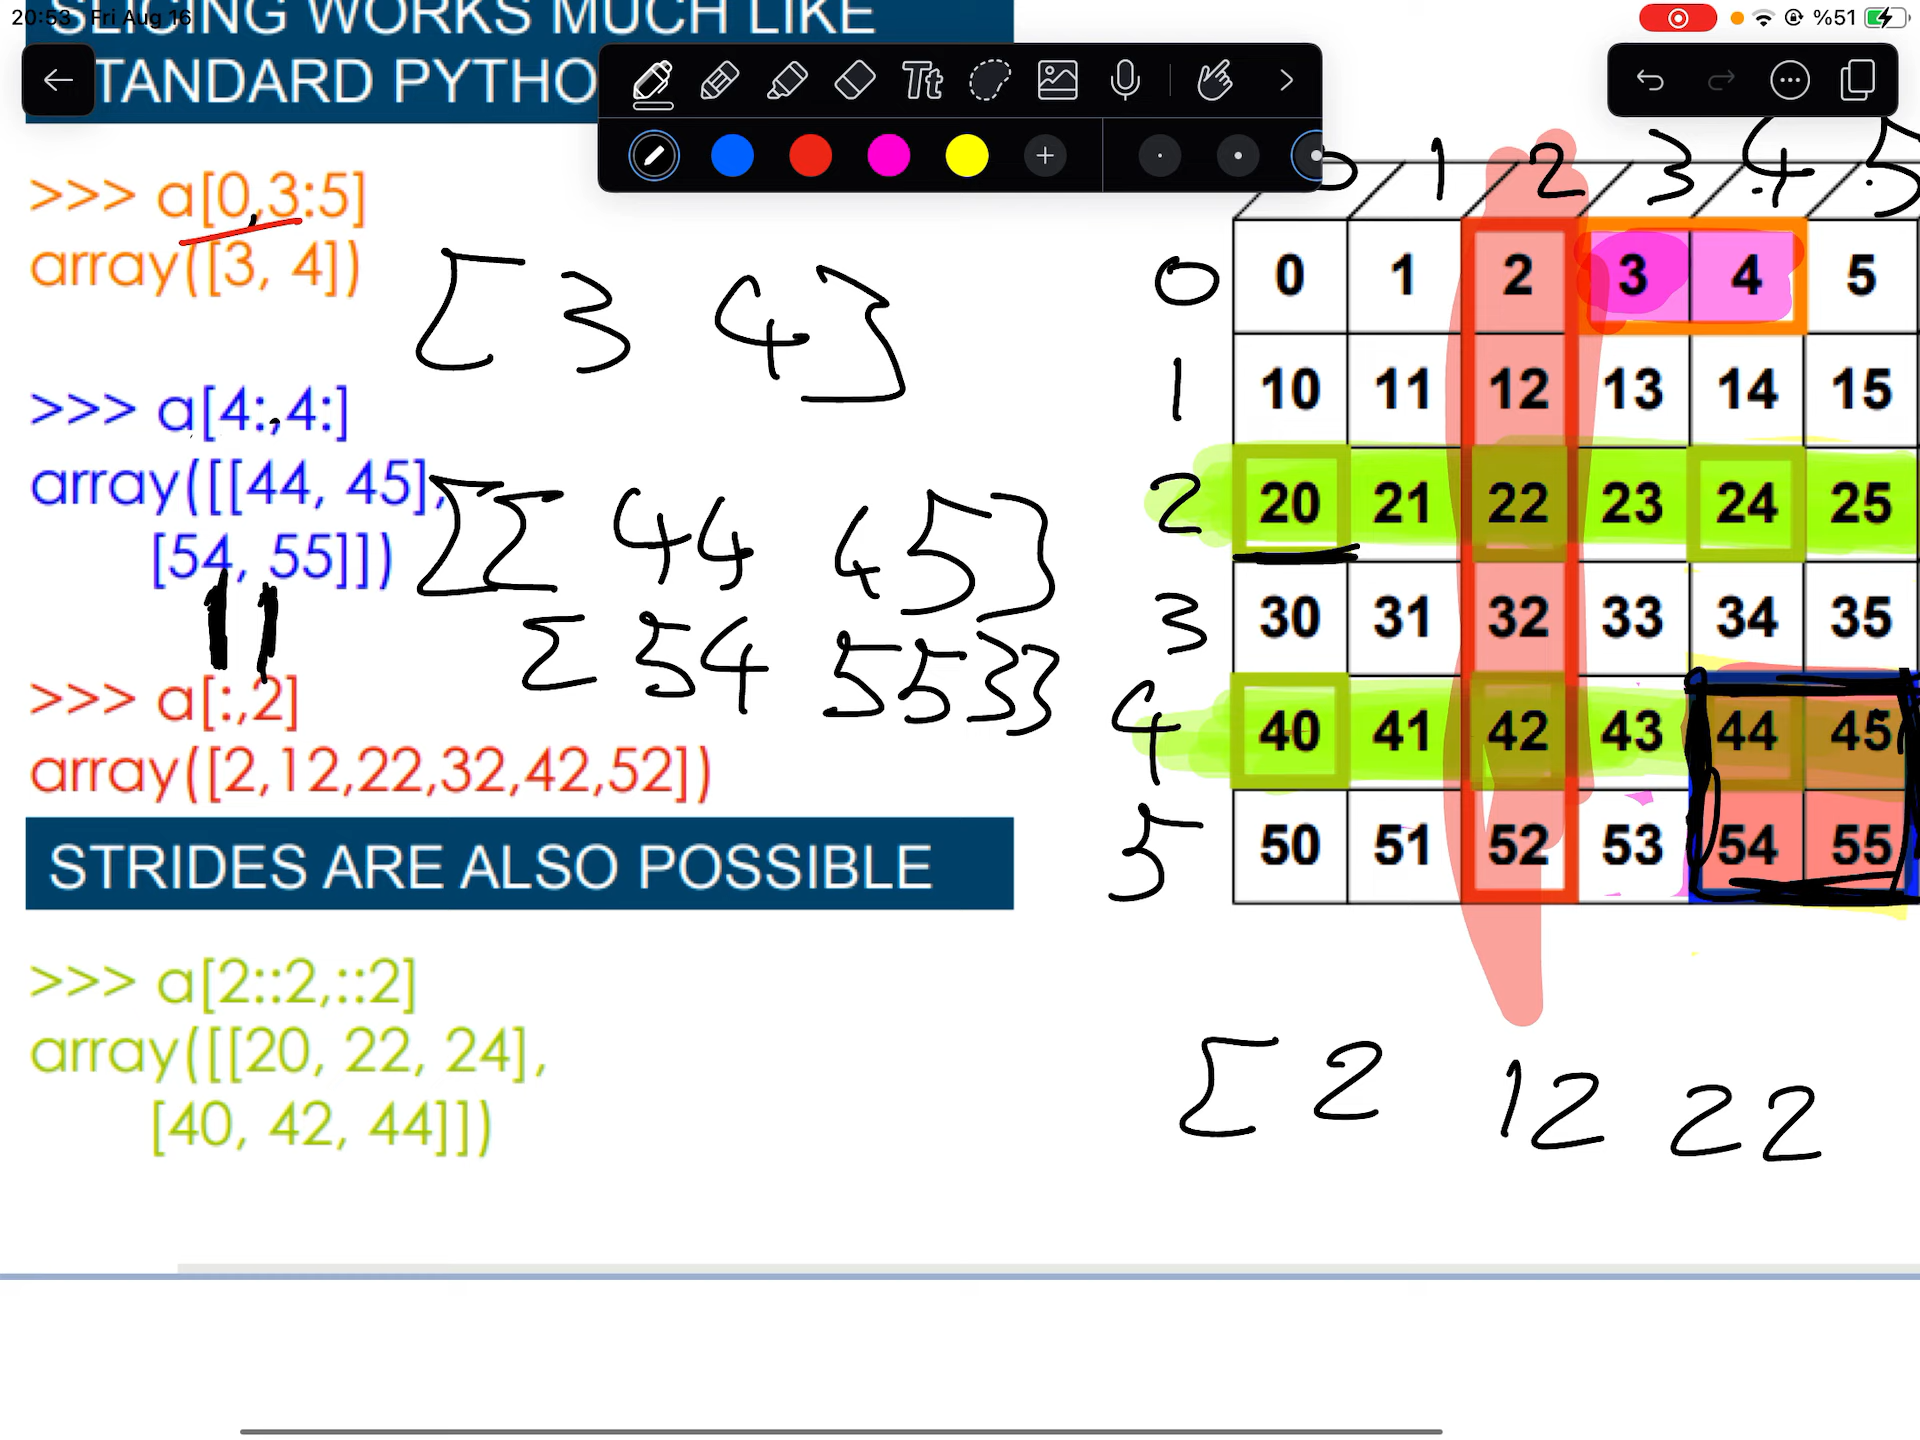 20:53 Fri Aug 16
%51
SLICING WORKS MUCH LIKE
STANDARD PYTHO
Tt
>>> a[0,3:5]
array([3, 4])
[3 4]
>>> a[4:,4:]
array([[44, 45],
[54, 55]])
[[ 44 45]
[ 54 55]]
>>> a[:,2]
array([2,12,22,32,42,52])
STRIDES ARE ALSO POSSIBLE
>>> a[2::2,::2]
array([[20, 22, 24],
[40, 42, 44]])
0 1 2 3 4 5
0 0 1 2 3 4 5
1 10 11 12 13 14 15
2 20 21 22 23 24 25
3 30 31 32 33 34 35
4 40 41 42 43 44 45
5 50 51 52 53 54 55
[ 2 12 22